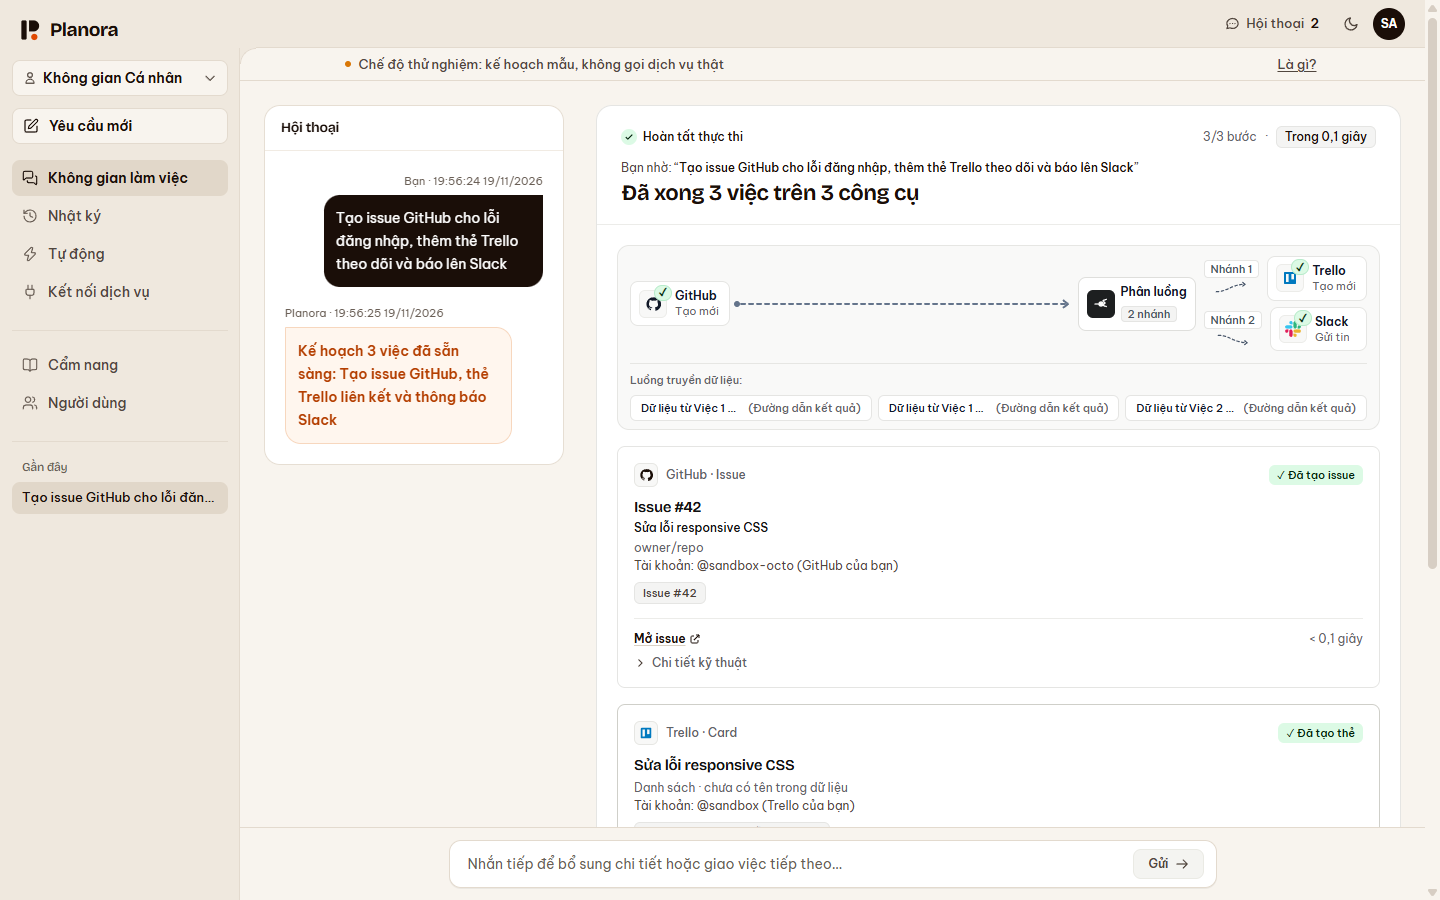 Planora
Không gian Cá nhân
Yêu cầu mới
Không gian làm việc
Nhật ký
Tự động
Kết nối dịch vụ
Cẩm nang
Người dùng
Gần đây
Tạo issue GitHub cho lỗi đăn...
Hội thoại 2
SA
Chế độ thử nghiệm: kế hoạch mẫu, không gọi dịch vụ thật
Là gì?
Hội thoại
Bạn · 19:56:24 19/11/2026
Tạo issue GitHub cho lỗi
đăng nhập, thêm thẻ Trello
theo dõi và báo lên Slack
Planora · 19:56:25 19/11/2026
Kế hoạch 3 việc đã sẵn
sàng: Tạo issue GitHub, thẻ
Trello liên kết và thông báo
Slack
Hoàn tất thực thi
3/3 bước · Trong 0,1 giây
Bạn nhờ: “Tạo issue GitHub cho lỗi đăng nhập, thêm thẻ Trello theo dõi và báo lên Slack”
Đã xong 3 việc trên 3 công cụ
GitHub
Tạo mới
Phân luồng
2 nhánh
Nhánh 1
Trello
Tạo mới
Nhánh 2
Slack
Gửi tin
Luồng truyền dữ liệu:
Dữ liệu từ Việc 1 ... (Đường dẫn kết quả)
Dữ liệu từ Việc 1 ... (Đường dẫn kết quả)
Dữ liệu từ Việc 2 ... (Đường dẫn kết quả)
GitHub · Issue
✓ Đã tạo issue
Issue #42
Sửa lỗi responsive CSS
owner/repo
Tài khoản: @sandbox-octo (GitHub của bạn)
Issue #42
Mở issue
< 0,1 giây
Chi tiết kỹ thuật
Trello · Card
✓ Đã tạo thẻ
Sửa lỗi responsive CSS
Danh sách · chưa có tên trong dữ liệu
Tài khoản: @sandbox (Trello của bạn)
Nhắn tiếp để bổ sung chi tiết hoặc giao việc tiếp theo...
Gửi →